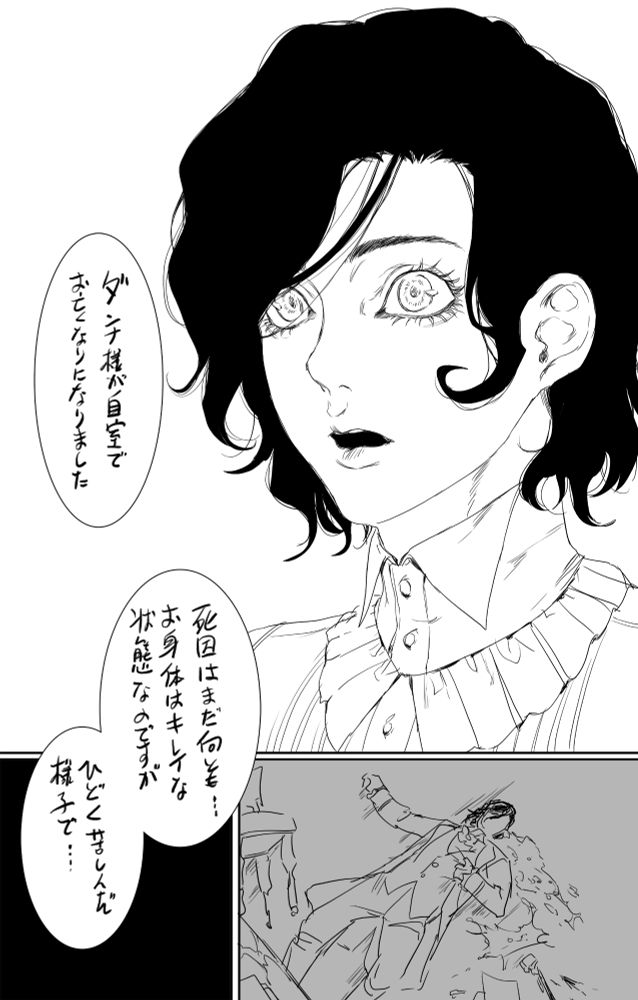 ダンナ様が自室で
お亡くなりになりました
死因はまだ何も…
お身体はキレイな
状態なのですが
ひどく苦しんだ
様子で…